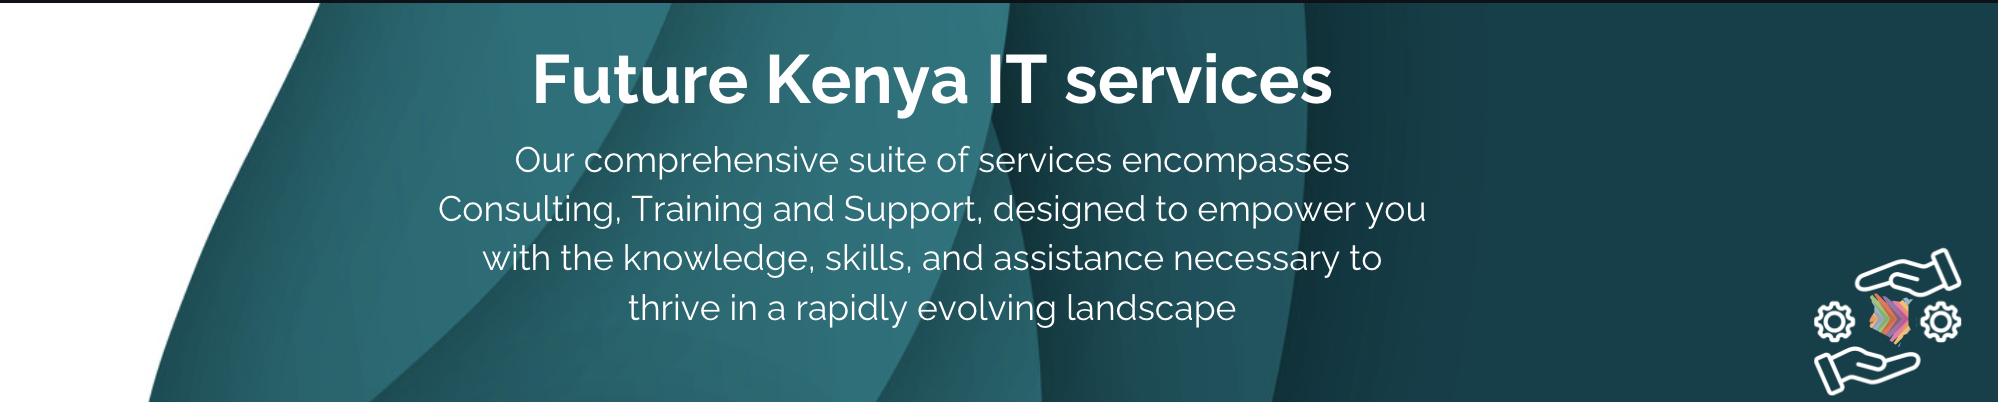 Future Kenya IT services
Our comprehensive suite of services encompasses
Consulting, Training and Support, designed to empower you
with the knowledge, skills, and assistance necessary to
thrive in a rapidly evolving landscape